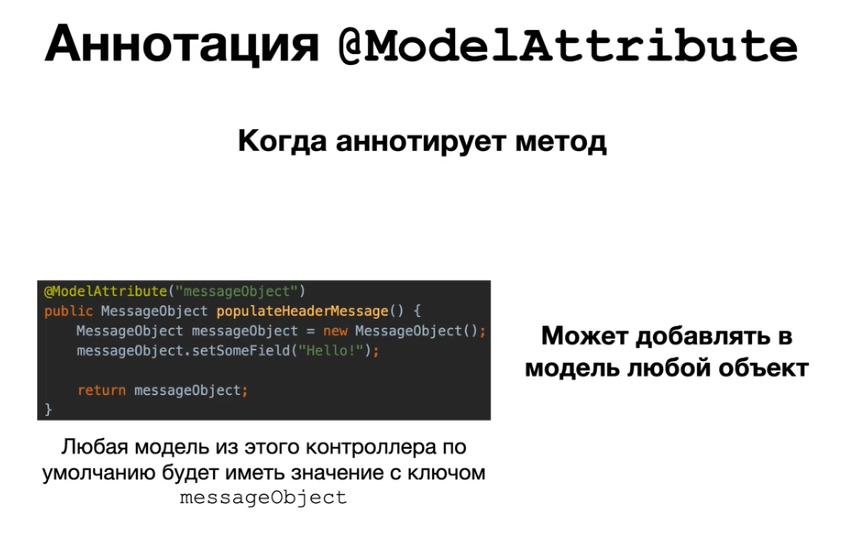 Аннотация @ModelAttribute
Когда аннотирует метод
@ModelAttribute("messageObject")
public MessageObject populateHeaderMessage() {
    MessageObject messageObject = new MessageObject();
    messageObject.setSomeField("Hello!");

    return messageObject;
}
Может добавлять в
модель любой объект
Любая модель из этого контроллера по
умолчанию будет иметь значение с ключом
messageObject